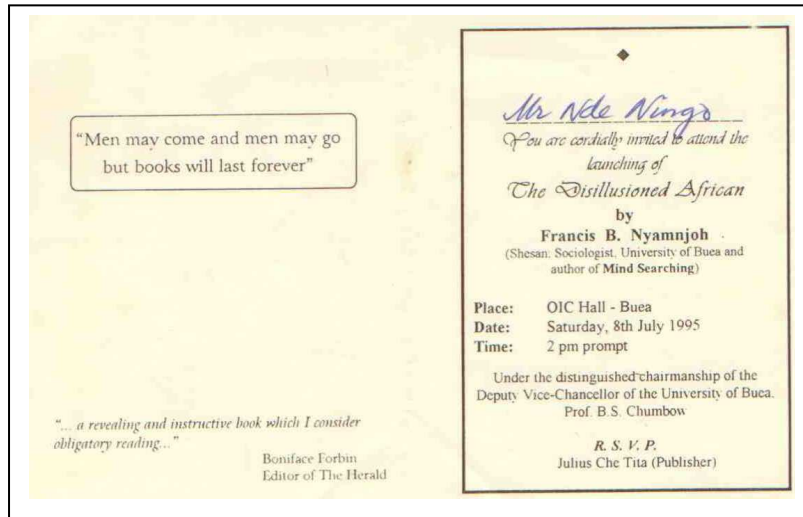 "Men may come and men may go
but books will last forever"
"... a revealing and instructive book which I consider
obligatory reading..."
Boniface Forbin
Editor of The Herald
Mr Nde Ningo
You are cordially invited to attend the
launching of
The Disillusioned African
by
Francis B. Nyamnjoh
(Shesan, Sociologist, University of Buea and
author of Mind Searching)
Place: OIC Hall - Buea
Date: Saturday, 8th July 1995
Time: 2 pm prompt
Under the distinguished chairmanship of the
Deputy Vice-Chancellor of the University of Buea.
Prof. B.S. Chumbow
R. S. V. P.
Julius Che Tita (Publisher)